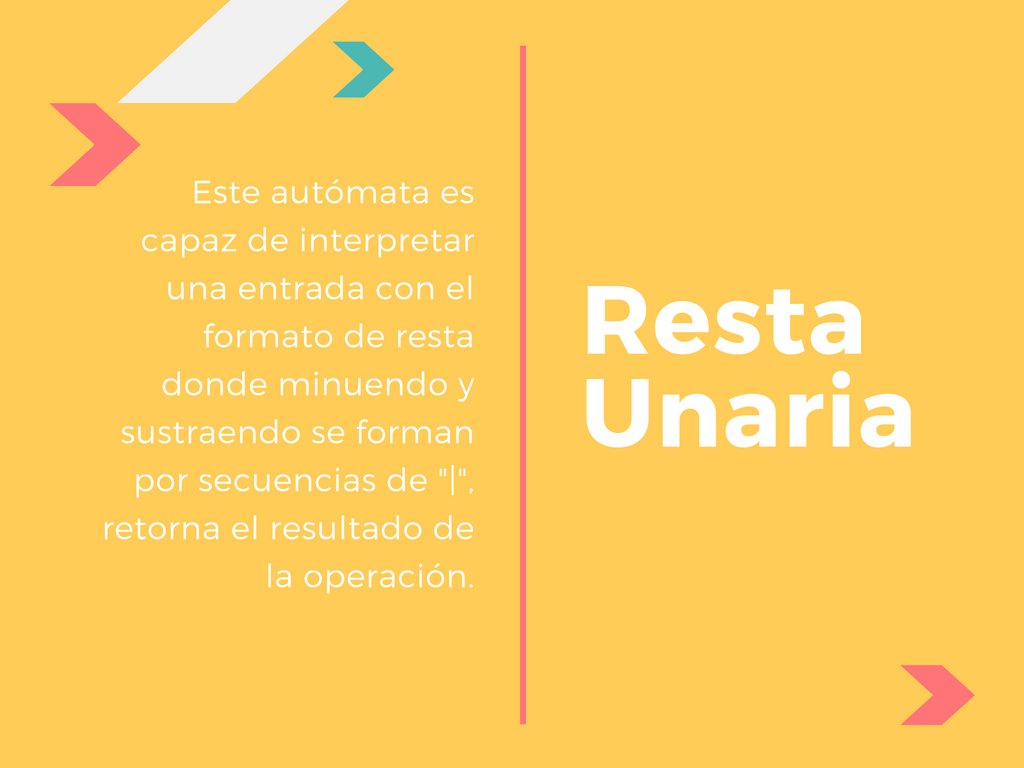 Este autómata es
capaz de interpretar
una entrada con el
formato de resta
donde minuendo y
sustraendo se forman
por secuencias de "|",
retorna el resultado de
la operación.
Resta
Unaria